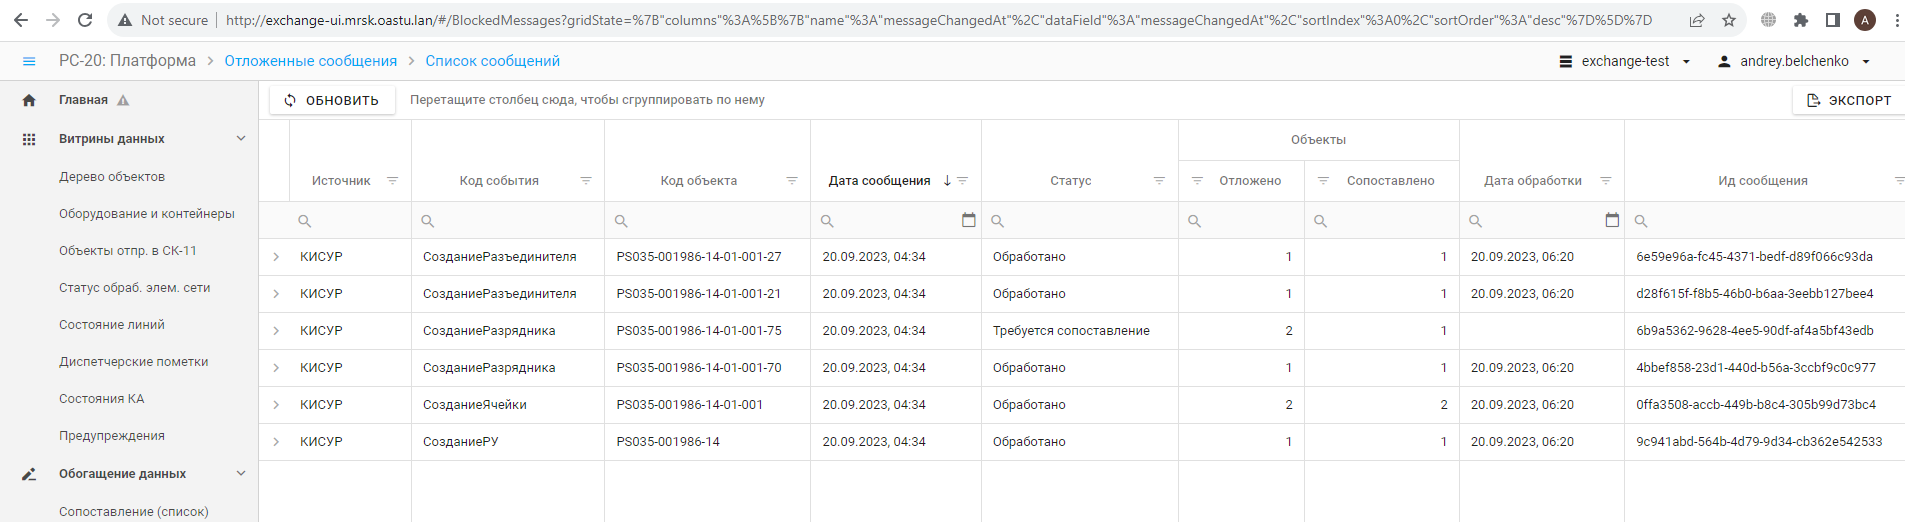 Not secure http://exchange-ui.mrsk.oastu.lan/#/BlockedMessages?gridState=%7B"columns"%3A%5B%7B"name"%3A"messageChangedAt"%2C"dataField"%3A"messageChangedAt"%2C"sortIndex"%3A0%2C"sortOrder"%3A"desc"%7D%5D%7D A
РС-20: Платформа > Отложенные сообщения > Список сообщений exchange-test andrey.belchenko
Главная
ОБНОВИТЬ Перетащите столбец сюда, чтобы сгруппировать по нему ЭКСПОРТ
Витрины данных
Дерево объектов
Оборудование и контейнеры
Объекты отпр. в СК-11
Статус обраб. элем. сети
Состояние линий
Диспетчерские пометки
Состояния КА
Предупреждения
Обогащение данных
Сопоставление (список)
Объекты
Источник Код события Код объекта Дата сообщения Статус Отложено Сопоставлено Дата обработки Ид сообщения
КИСУР СозданиеРазъединителя PS035-001986-14-01-001-27 20.09.2023, 04:34 Обработано 1 1 20.09.2023, 06:20 6e59e96a-fc45-4371-bedf-d89f066c93da
КИСУР СозданиеРазъединителя PS035-001986-14-01-001-21 20.09.2023, 04:34 Обработано 1 1 20.09.2023, 06:20 d28f615f-f8b5-46b0-b6aa-3eebb127bee4
КИСУР СозданиеРазрядника PS035-001986-14-01-001-75 20.09.2023, 04:34 Требуется сопоставление 2 1 6b9a5362-9628-4ee5-90df-af4a5bf43edb
КИСУР СозданиеРазрядника PS035-001986-14-01-001-70 20.09.2023, 04:34 Обработано 1 1 20.09.2023, 06:20 4bbef858-23d1-440d-b56a-3ccbf9c0c977
КИСУР СозданиеЯчейки PS035-001986-14-01-001 20.09.2023, 04:34 Обработано 2 2 20.09.2023, 06:20 0ffa3508-accb-449b-b8c4-305b99d73bc4
КИСУР СозданиеРУ PS035-001986-14 20.09.2023, 04:34 Обработано 1 1 20.09.2023, 06:20 9c941abd-564b-4d79-9d34-cb362e542533